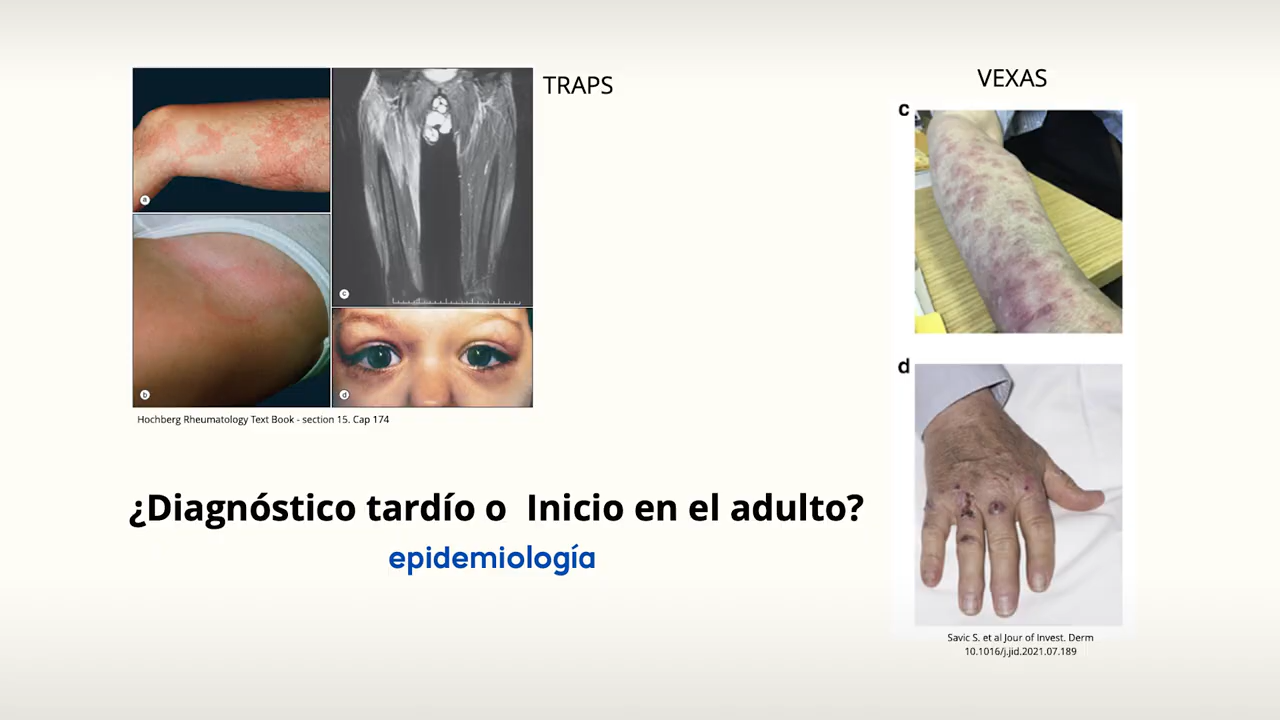 TRAPS
a
b
c
d
Hochberg Rheumatology Text Book - section 15. Cap 174
¿Diagnóstico tardío o Inicio en el adulto?
epidemiología
VEXAS
c
d
Savic S. et al Jour of Invest. Derm
10.1016/j.jid.2021.07.189